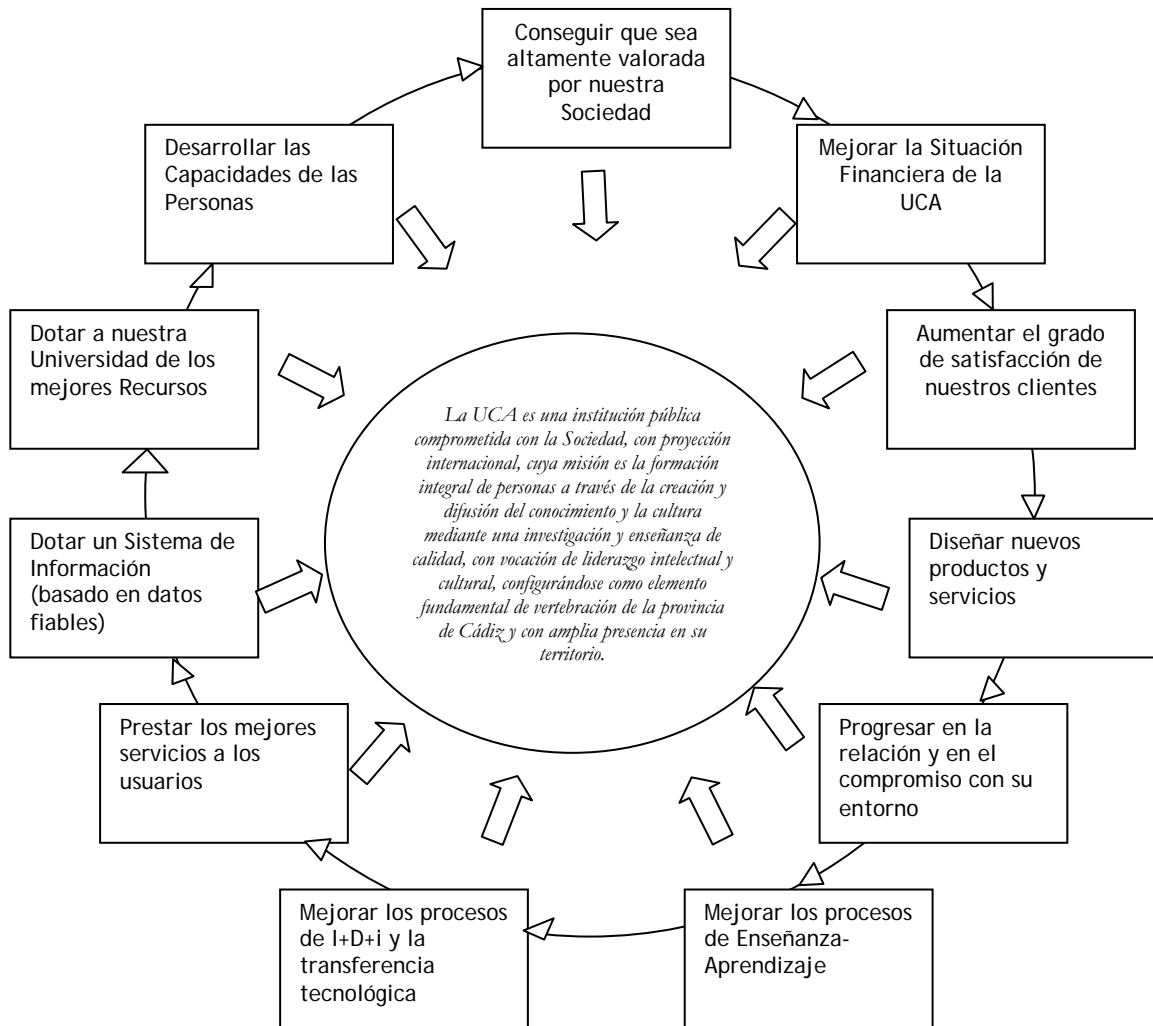 Conseguir que sea
altamente valorada
por nuestra
Sociedad
Desarrollar las
Capacidades de las
Personas
Mejorar la Situación
Financiera de la
UCA
Dotar a nuestra
Universidad de los
mejores Recursos
Aumentar el grado
de satisfacción de
nuestros clientes
La UCA es una institución pública
comprometida con la Sociedad, con proyección
internacional, cuya misión es la formación
integral de personas a través de la creación y
difusión del conocimiento y la cultura
mediante una investigación y enseñanza de
calidad, con vocación de liderazgo intelectual y
cultural, configurándose como elemento
fundamental de vertebración de la provincia
de Cádiz y con amplia presencia en su
territorio.
Dotar un Sistema de
Información
(basado en datos
fiables)
Diseñar nuevos
productos y
servicios
Prestar los mejores
servicios a los
usuarios
Progresar en la
relación y en el
compromiso con su
entorno
Mejorar los procesos
de I+D+i y la
transferencia
tecnológica
Mejorar los procesos
de Enseñanza-
Aprendizaje